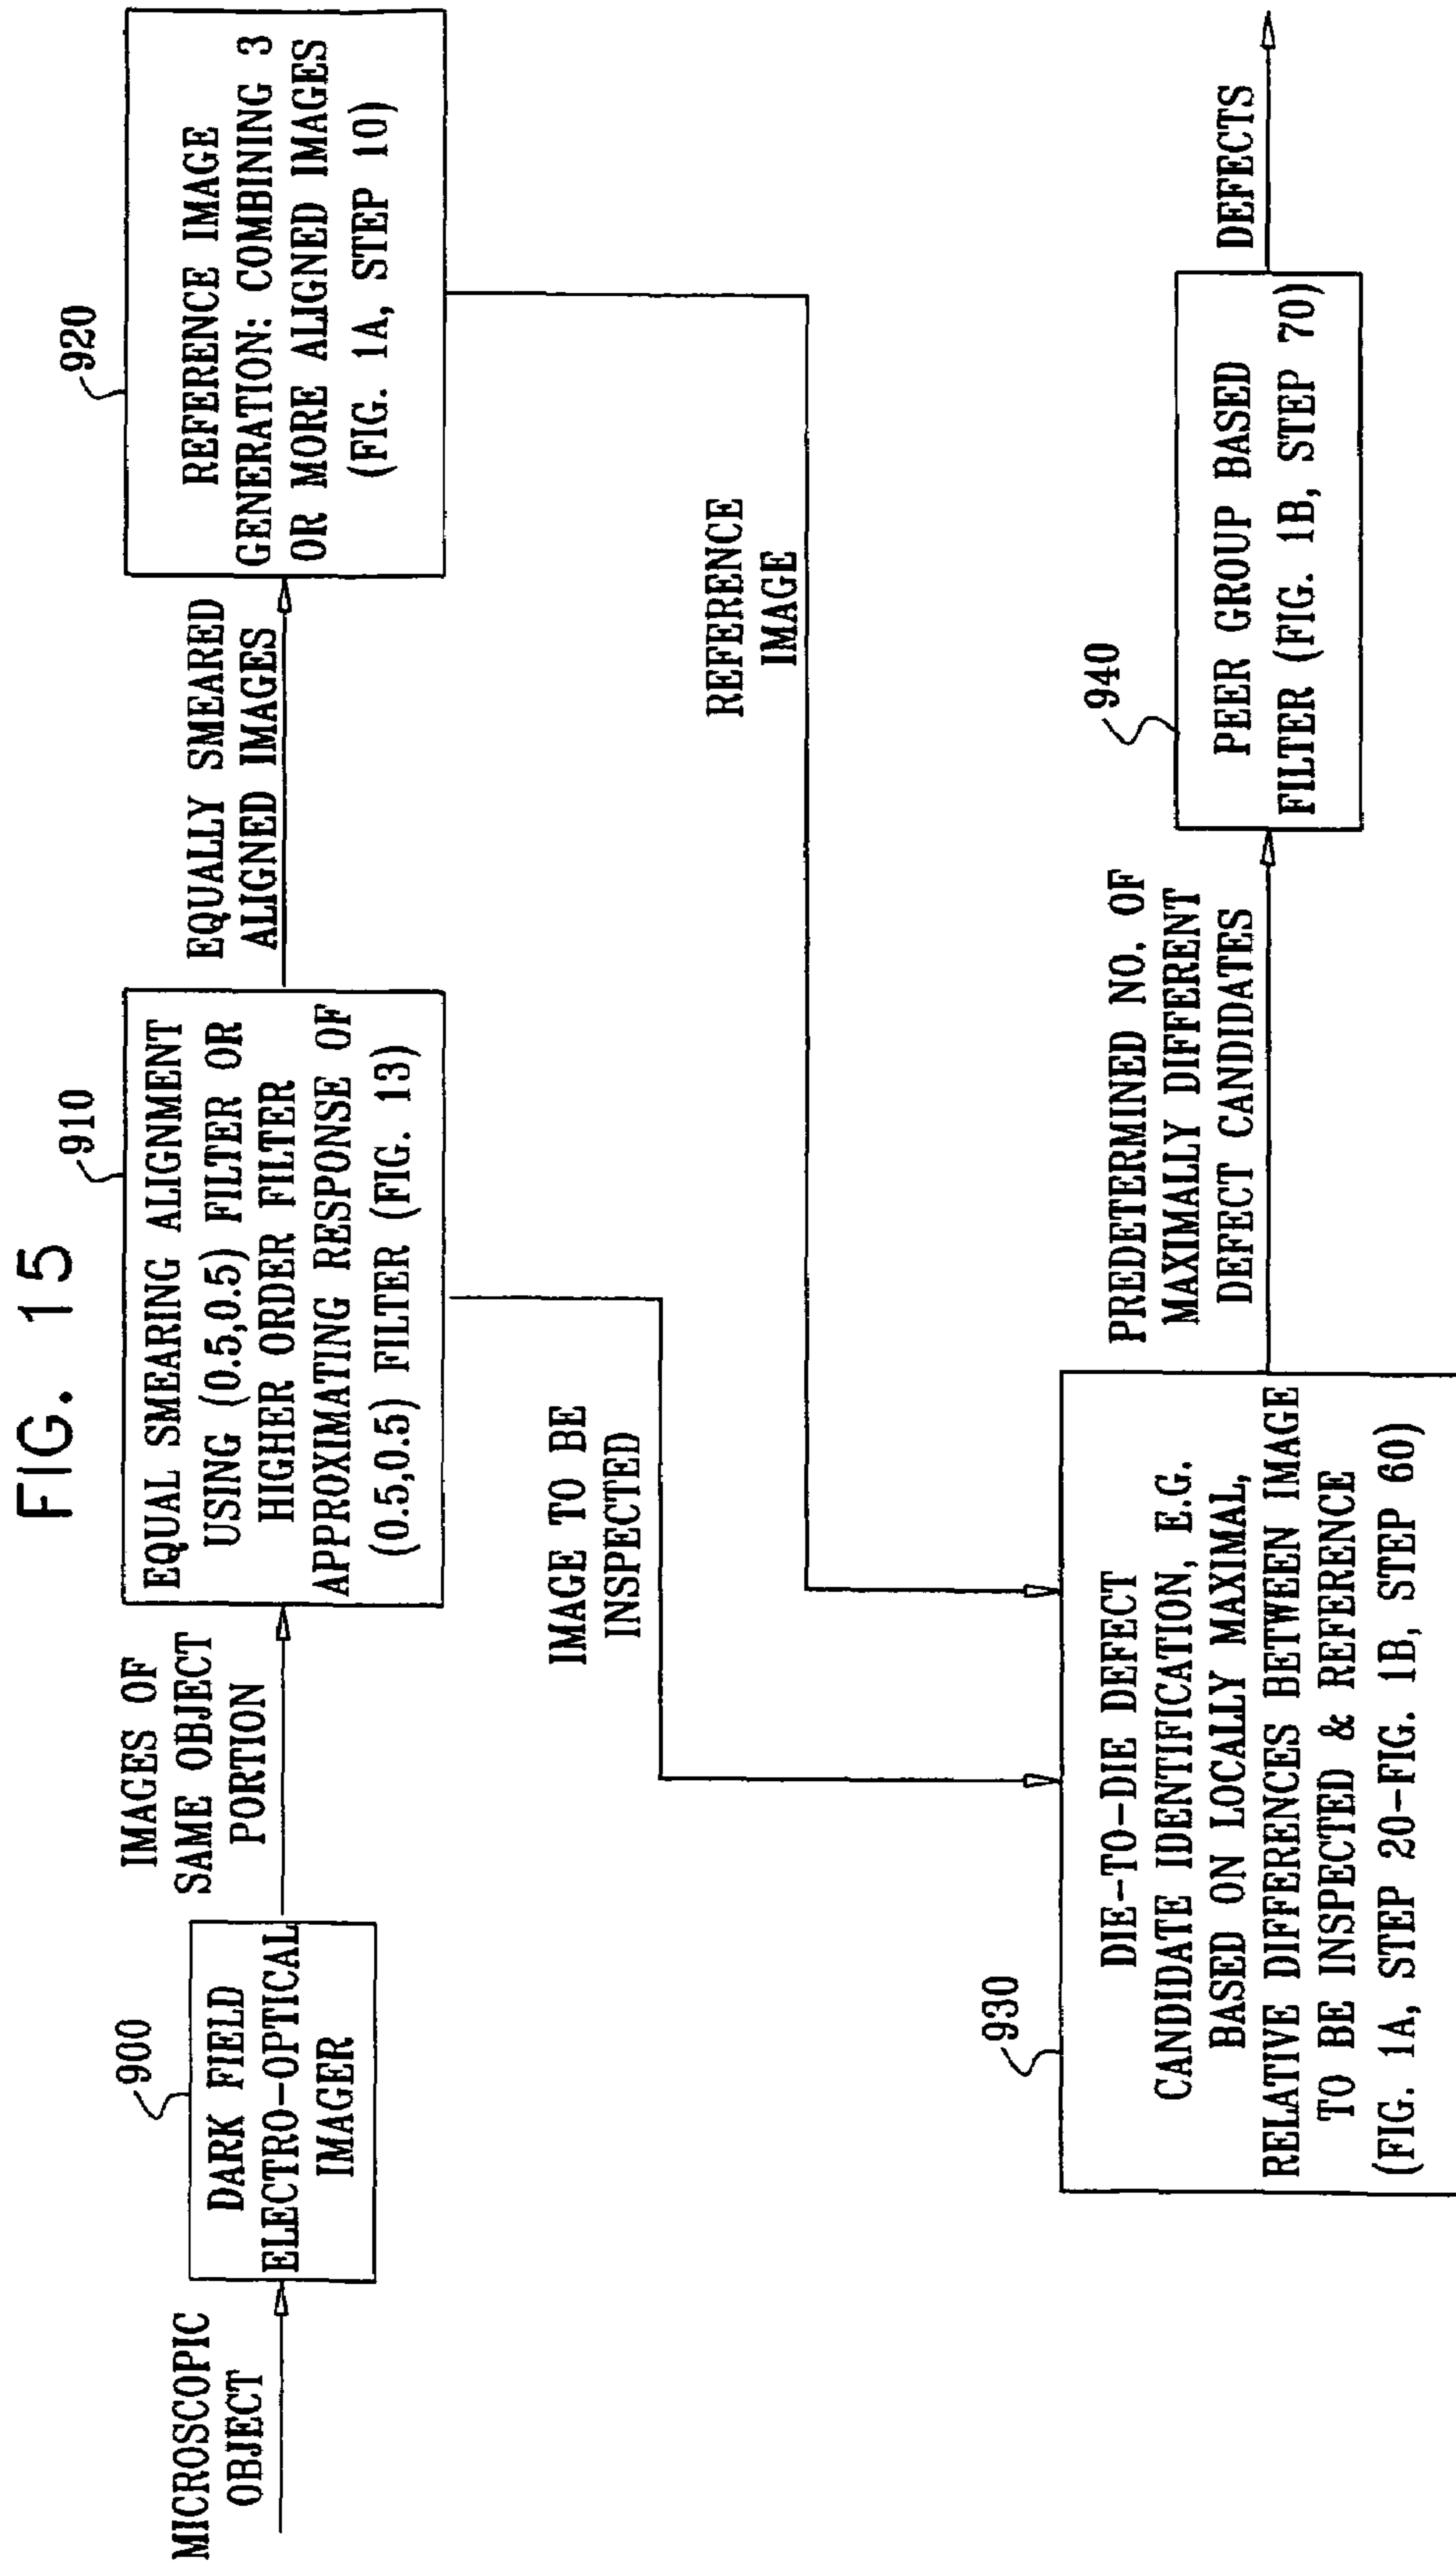 FIG. 15
MICROSCOPIC
OBJECT
900
DARK FIELD
ELECTRO-OPTICAL
IMAGER
IMAGES OF
SAME OBJECT
PORTION
910
EQUAL SMEARING ALIGNMENT
USING (0.5,0.5) FILTER OR
HIGHER ORDER FILTER
APPROXIMATING RESPONSE OF
(0.5,0.5) FILTER (FIG. 13)
EQUALLY SMEARED
ALIGNED IMAGES
920
REFERENCE IMAGE
GENERATION: COMBINING 3
OR MORE ALIGNED IMAGES
(FIG. 1A, STEP 10)
IMAGE TO BE
INSPECTED
REFERENCE
IMAGE
930
DIE-TO-DIE DEFECT
CANDIDATE IDENTIFICATION, E.G.
BASED ON LOCALLY MAXIMAL,
RELATIVE DIFFERENCES BETWEEN IMAGE
TO BE INSPECTED & REFERENCE
(FIG. 1A, STEP 20-FIG. 1B, STEP 60)
PREDETERMINED NO. OF
MAXIMALLY DIFFERENT
DEFECT CANDIDATES
940
PEER GROUP BASED
FILTER (FIG. 1B, STEP 70)
DEFECTS